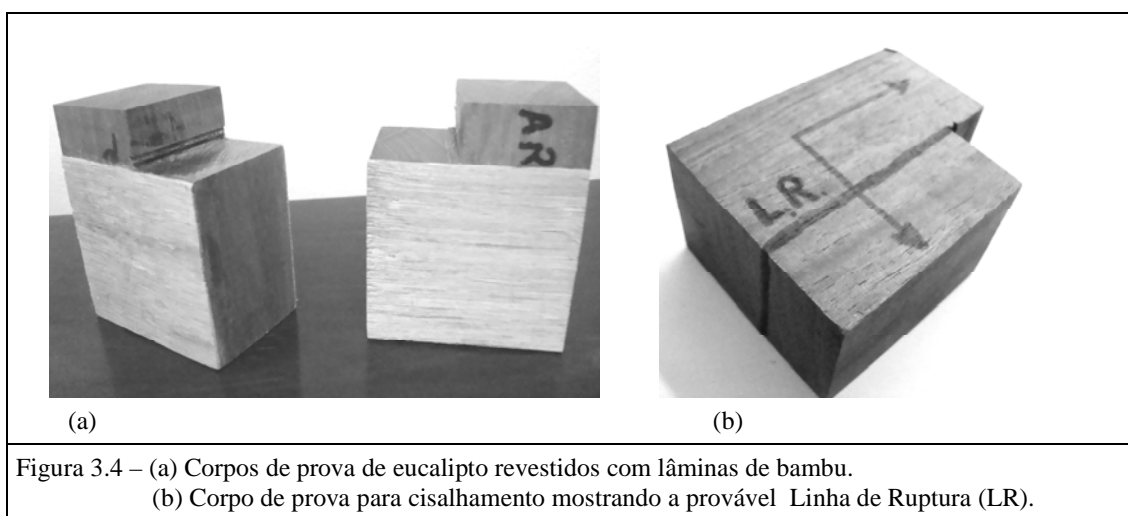 AR
L.R.
(a)
(b)
Figura 3.4 – (a) Corpos de prova de eucalipto revestidos com lâminas de bambu.
(b) Corpo de prova para cisalhamento mostrando a provável Linha de Ruptura (LR).